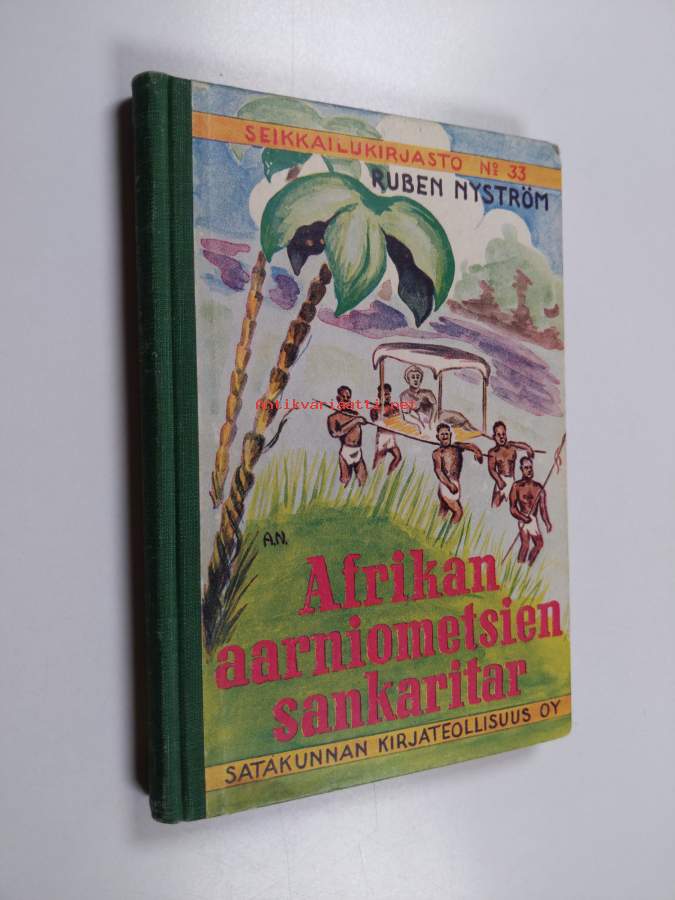 SEIKKAILUKIRJASTO Nº 33
RUBEN NYSTRÖM
Antikvariaatti.net
A.N.
Afrikan
aarniometsien
sankaritar
SATAKUNNAN KIRJATEOLLISUUS OY